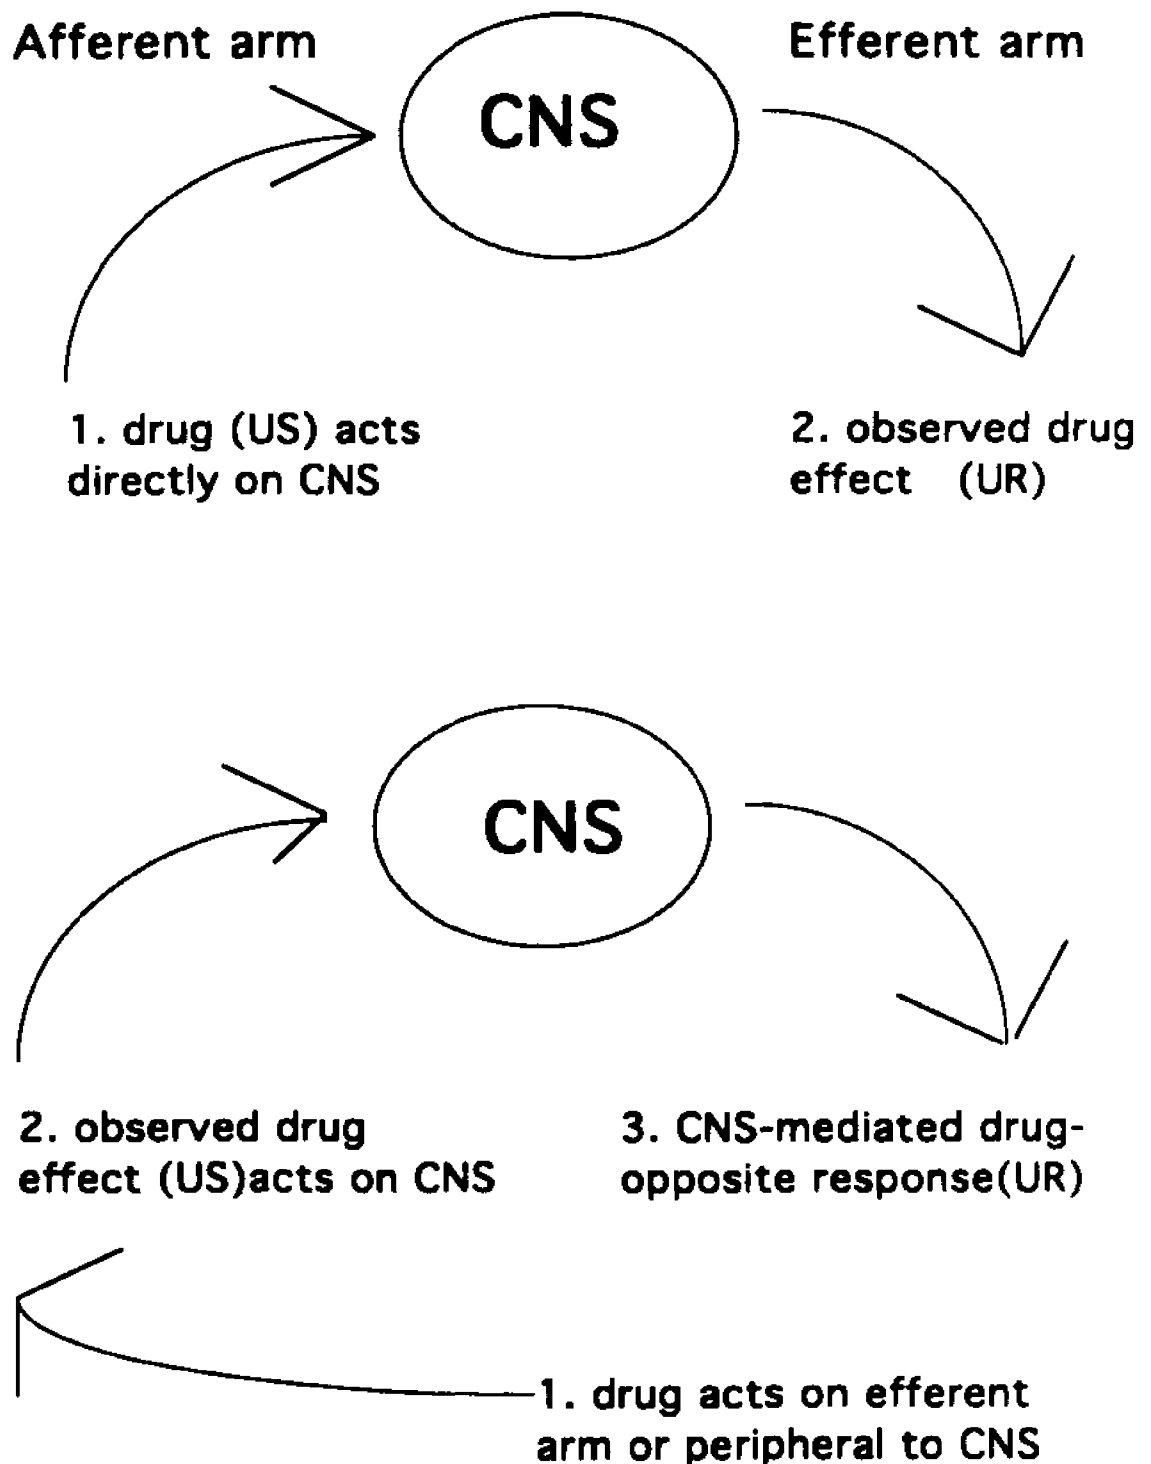 Afferent arm
CNS
Efferent arm
1. drug (US) acts
directly on CNS
2. observed drug
effect (UR)
CNS
2. observed drug
effect (US)acts on CNS
3. CNS-mediated drug-
opposite response(UR)
1. drug acts on efferent
arm or peripheral to CNS